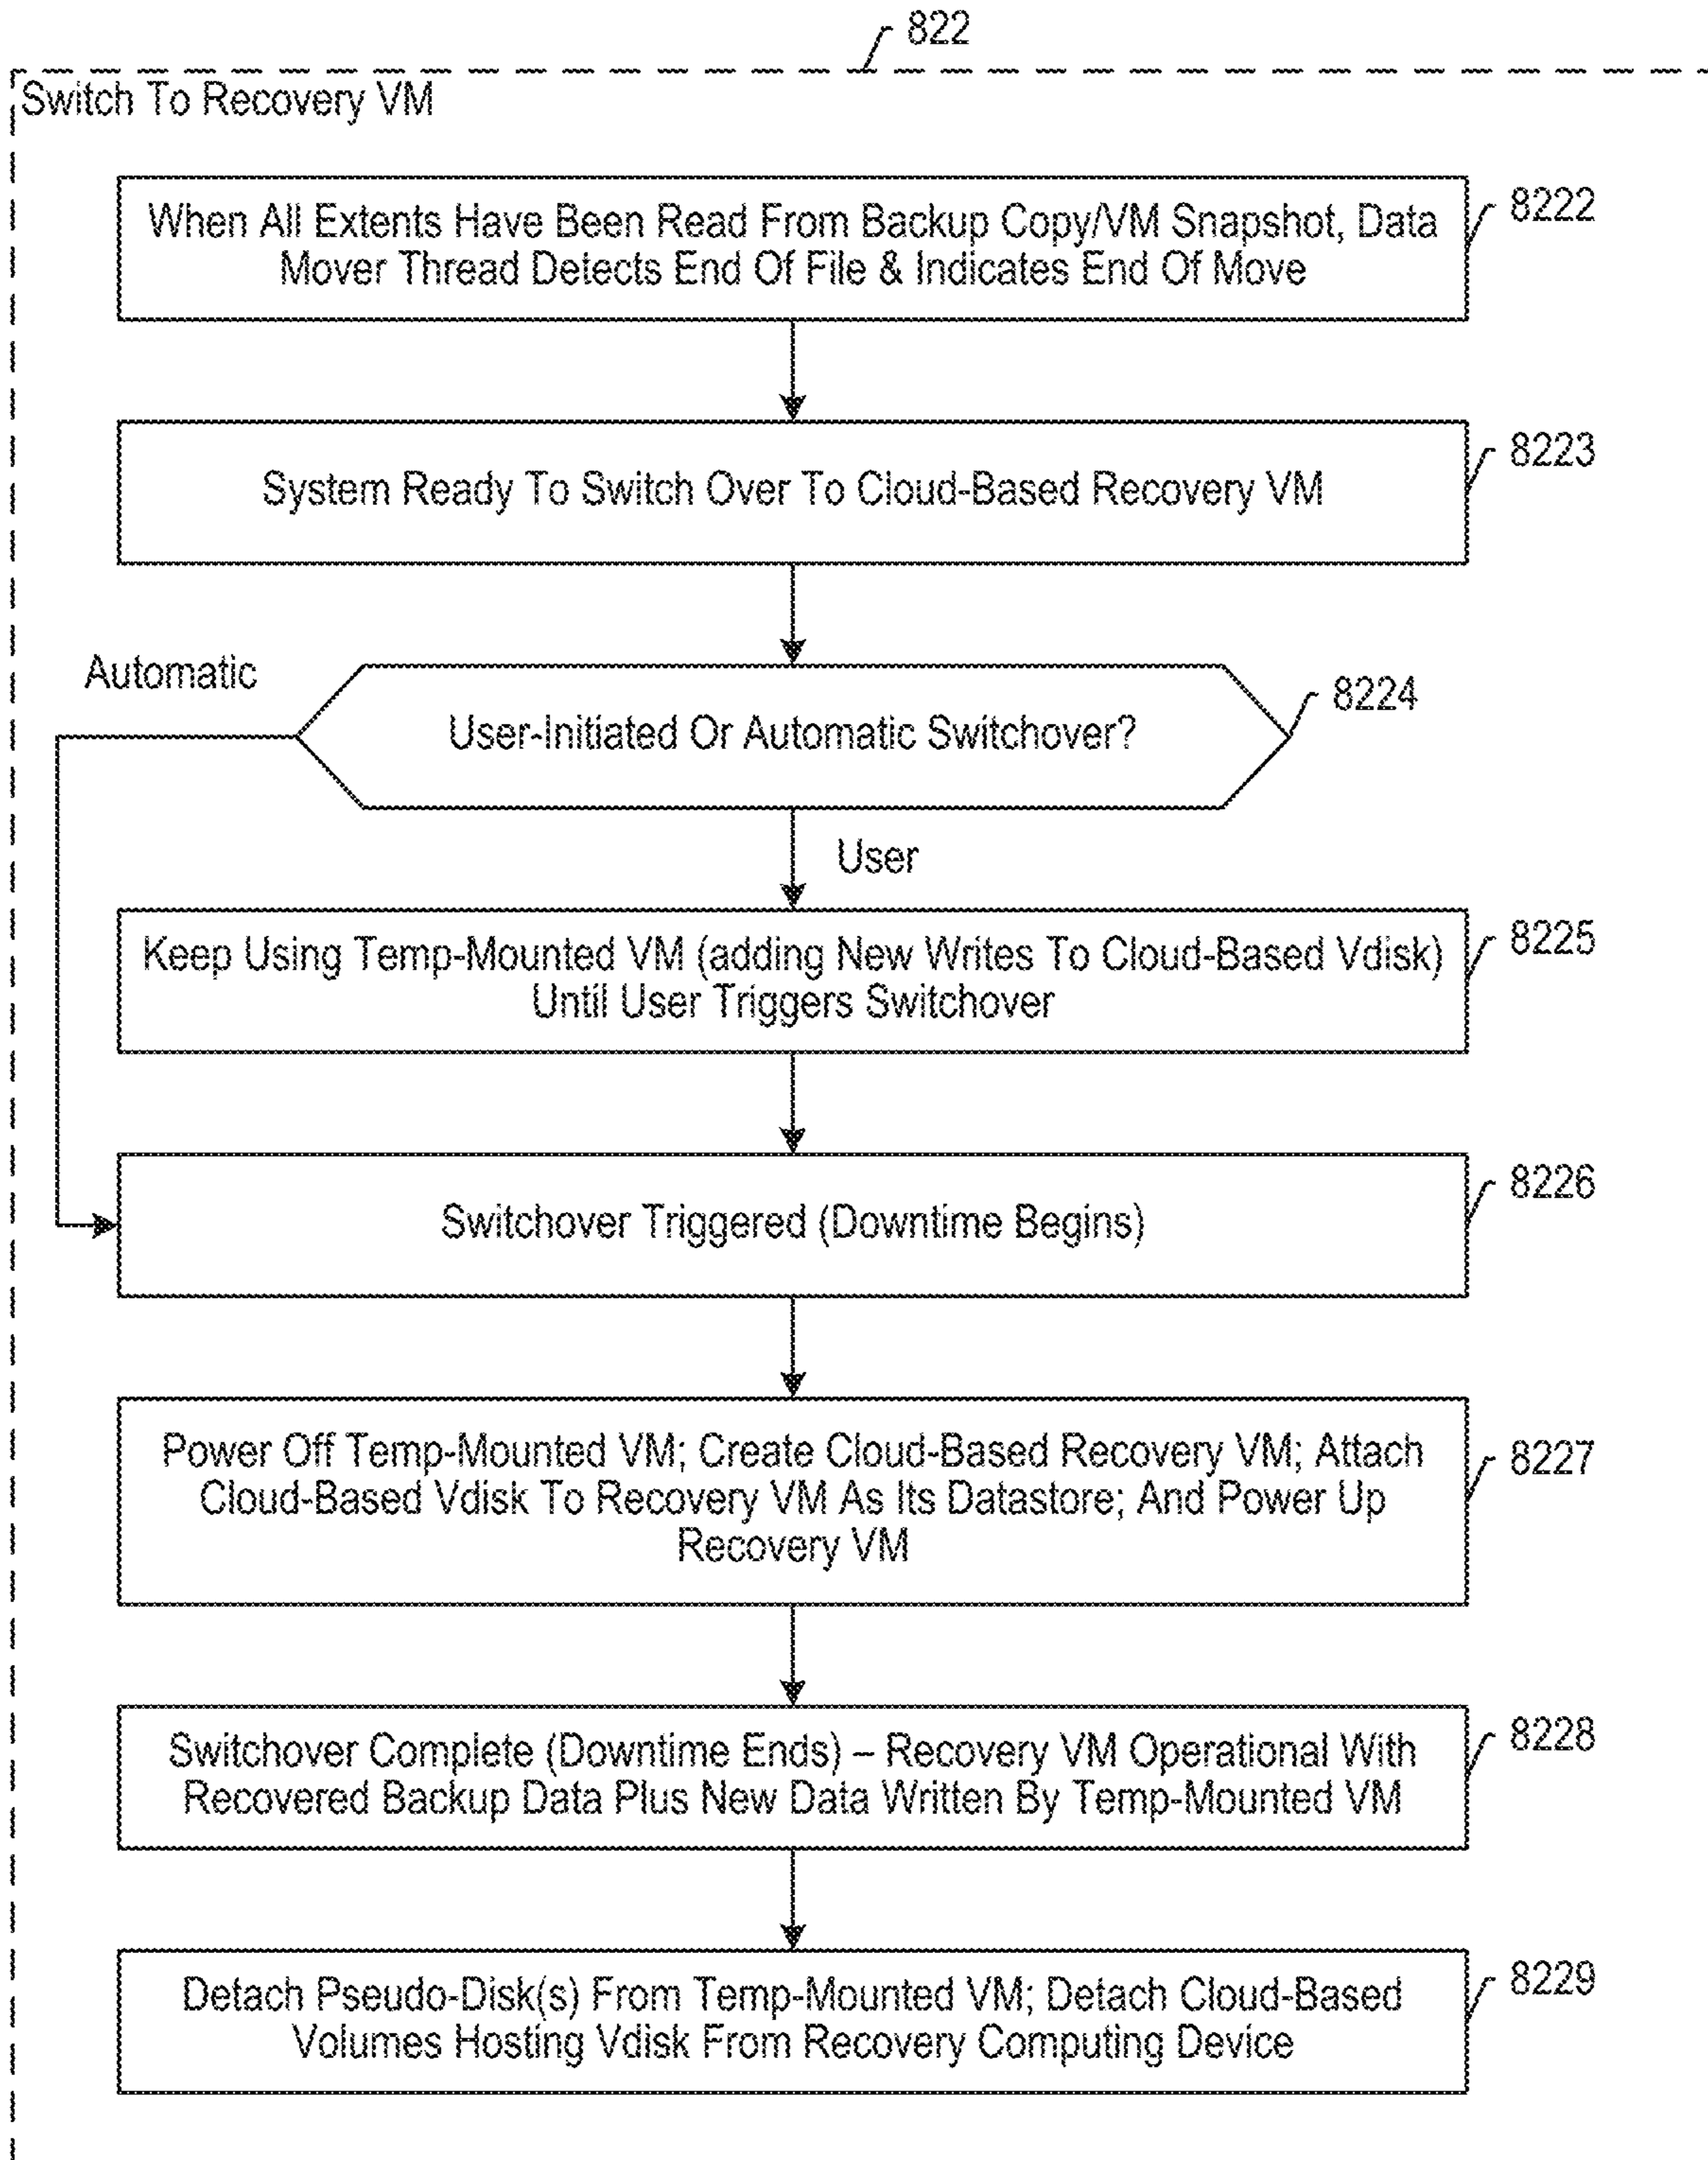 822
Switch To Recovery VM
When All Extents Have Been Read From Backup Copy/VM Snapshot, Data
Mover Thread Detects End Of File & Indicates End Of Move
8222
System Ready To Switch Over To Cloud-Based Recovery VM
8223
Automatic
User-Initiated Or Automatic Switchover?
8224
User
Keep Using Temp-Mounted VM (adding New Writes To Cloud-Based Vdisk)
Until User Triggers Switchover
8225
Switchover Triggered (Downtime Begins)
8226
Power Off Temp-Mounted VM; Create Cloud-Based Recovery VM; Attach
Cloud-Based Vdisk To Recovery VM As Its Datastore; And Power Up
Recovery VM
8227
Switchover Complete (Downtime Ends) – Recovery VM Operational With
Recovered Backup Data Plus New Data Written By Temp-Mounted VM
8228
Detach Pseudo-Disk(s) From Temp-Mounted VM; Detach Cloud-Based
Volumes Hosting Vdisk From Recovery Computing Device
8229